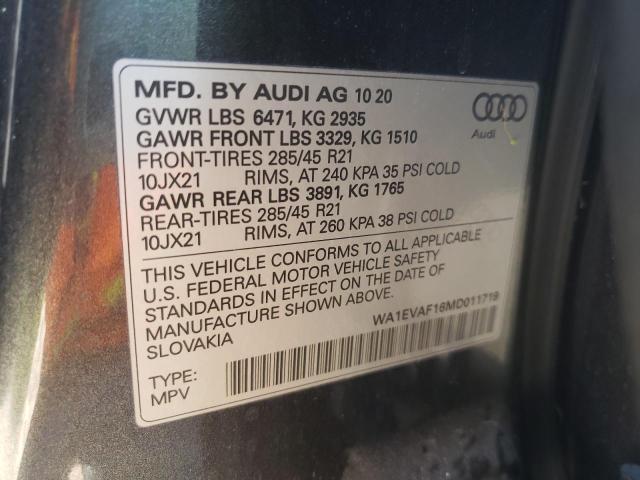 MFD. BY AUDI AG 10 20
GVWR LBS 6471, KG 2935
GAWR FRONT LBS 3329, KG 1510
FRONT-TIRES 285/45 R21
10JX21 RIMS, AT 240 KPA 35 PSI COLD
GAWR REAR LBS 3891, KG 1765
REAR-TIRES 285/45 R21
10JX21 RIMS, AT 260 KPA 38 PSI COLD
Audi
THIS VEHICLE CONFORMS TO ALL APPLICABLE
U.S. FEDERAL MOTOR VEHICLE SAFETY
STANDARDS IN EFFECT ON THE DATE OF
MANUFACTURE SHOWN ABOVE.
SLOVAKIA
WA1EVAF16MD011719
TYPE:
MPV